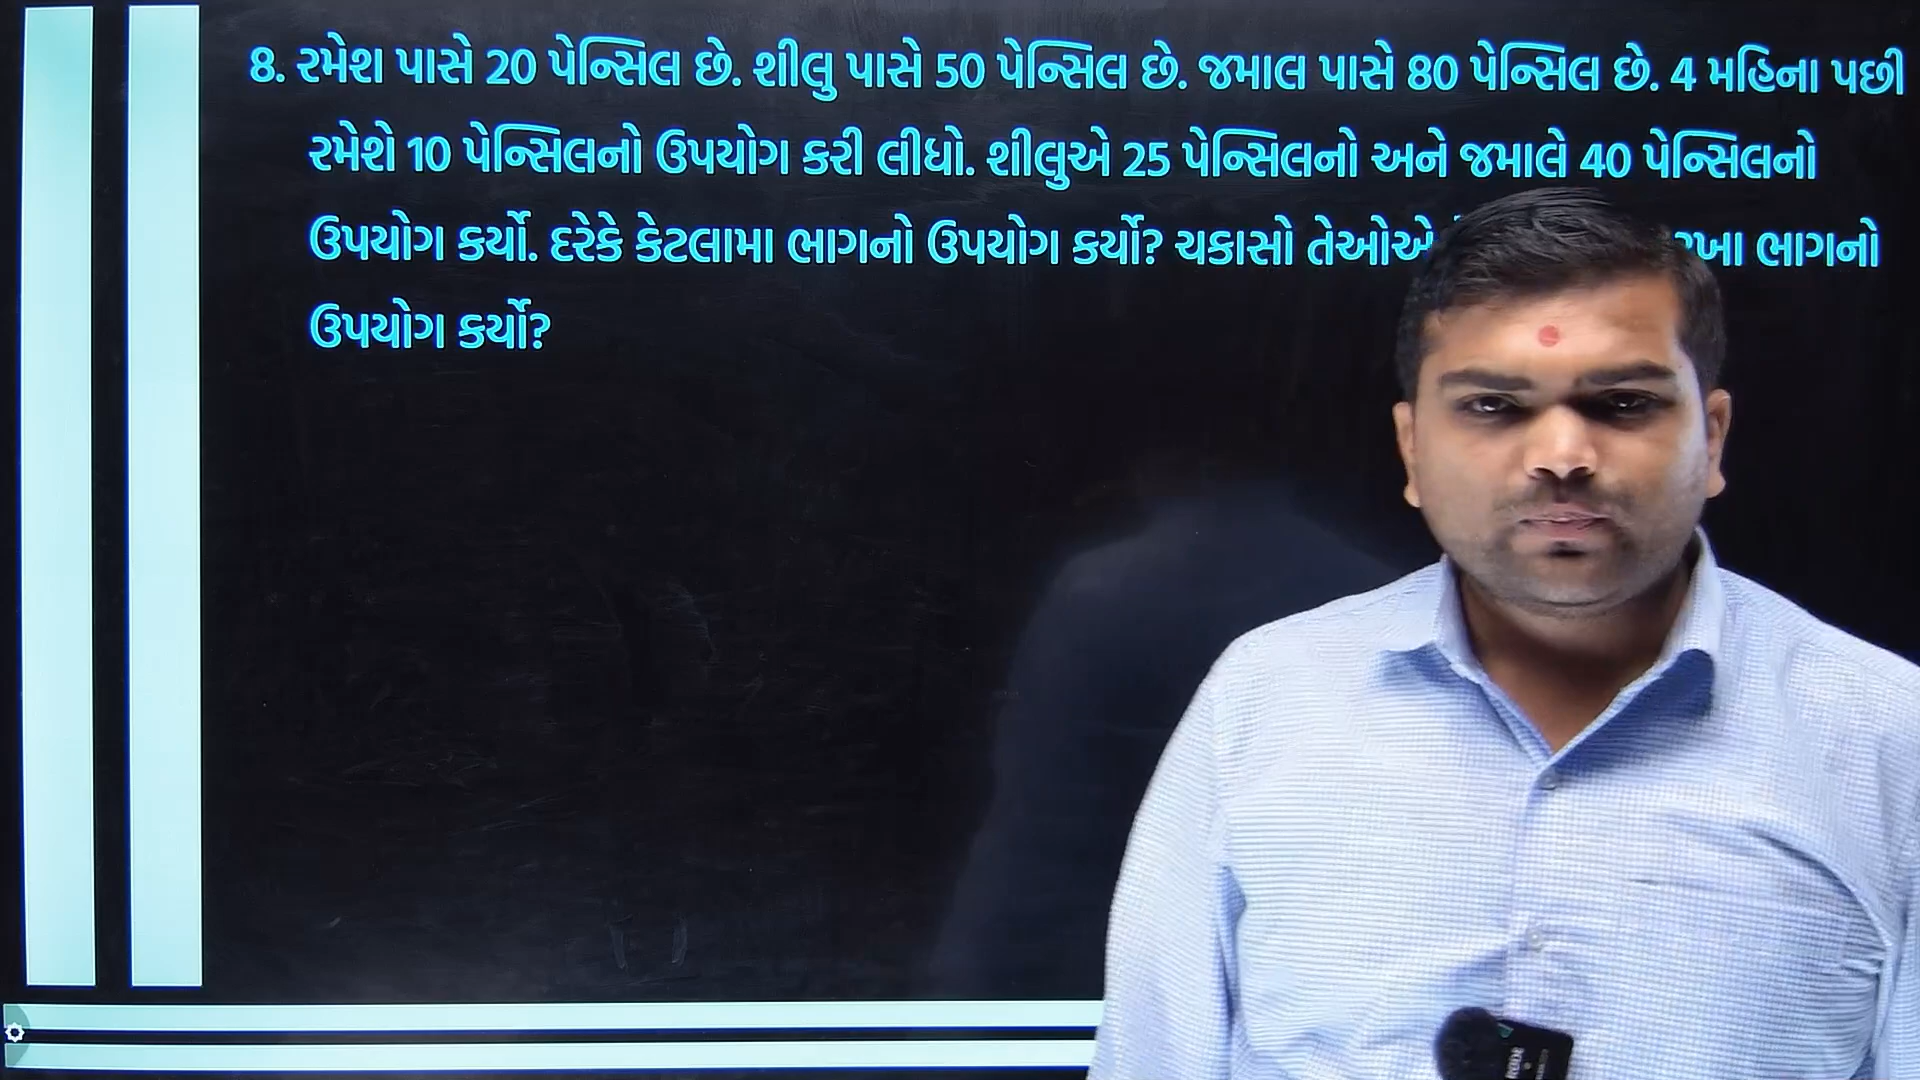 8. રમેશ પાસે 20 પેન્સિલ છે. શીલુ પાસે 50 પેન્સિલ છે. જમાલ પાસે 80 પેન્સિલ છે. 4 મહિના પછી
રમેશે 10 પેન્સિલનો ઉપયોગ કરી લીધો. શીલુએ 25 પેન્સિલનો અને જમાલે 40 પેન્સિલનો
ઉપયોગ કર્યો. દરેકે કેટલામા ભાગનો ઉપયોગ કર્યો? ચકાસો તેઓએ ભાગનો
ઉપયોગ કર્યો?
RODE